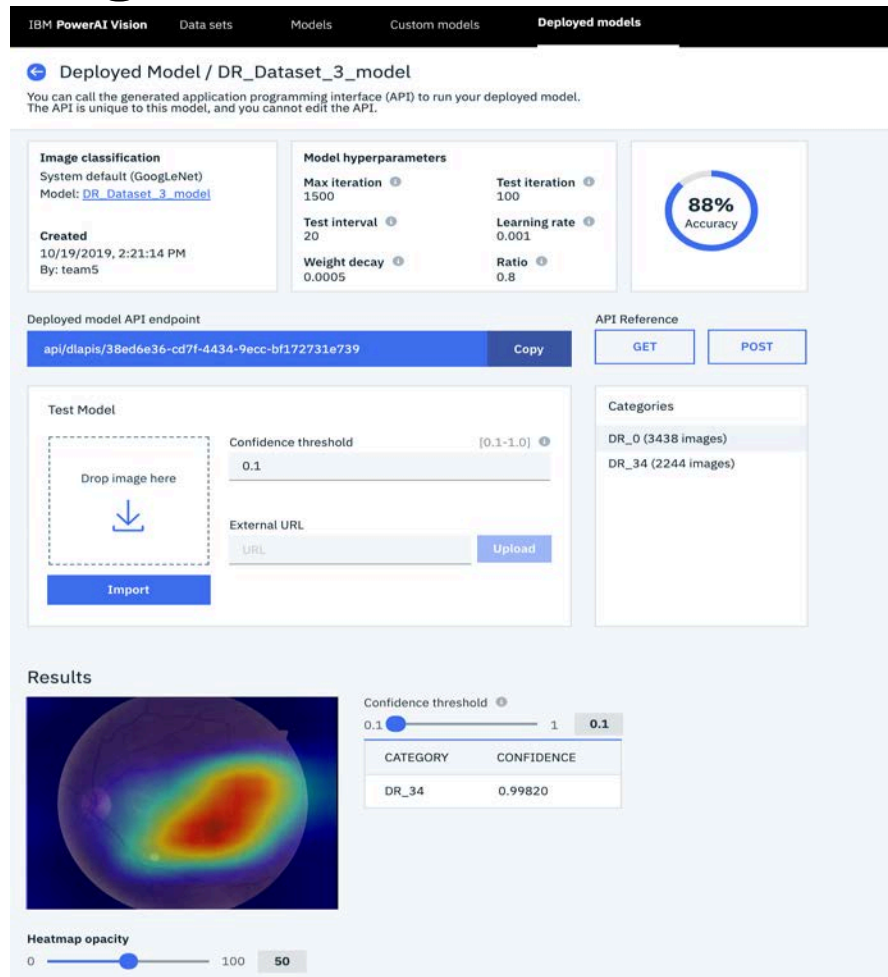 IBM PowerAI Vision Data sets Models Custom models Deployed models
Deployed Model / DR_Dataset_3_model
You can call the generated application programming interface (API) to run your deployed model.
The API is unique to this model, and you cannot edit the API.
Image classification
System default (GoogLeNet)
Model: DR_Dataset_3_model
Created
10/19/2019, 2:21:14 PM
By: team5
Model hyperparameters
Max iteration Test iteration
1500 100
Test interval Learning rate
20 0.001
Weight decay Ratio
0.0005 0.8
88%
Accuracy
Deployed model API endpoint
api/dlapis/38ed6e36-cd7f-4434-9ecc-bf172731e739 Copy
API Reference
GET POST
Test Model
Drop image here
Import
Confidence threshold [0.1-1.0]
0.1
External URL
URL Upload
Categories
DR_0 (3438 images)
DR_34 (2244 images)
Results
Confidence threshold
0.1 1 0.1
CATEGORY CONFIDENCE
DR_34 0.99820
Heatmap opacity
0 100 50